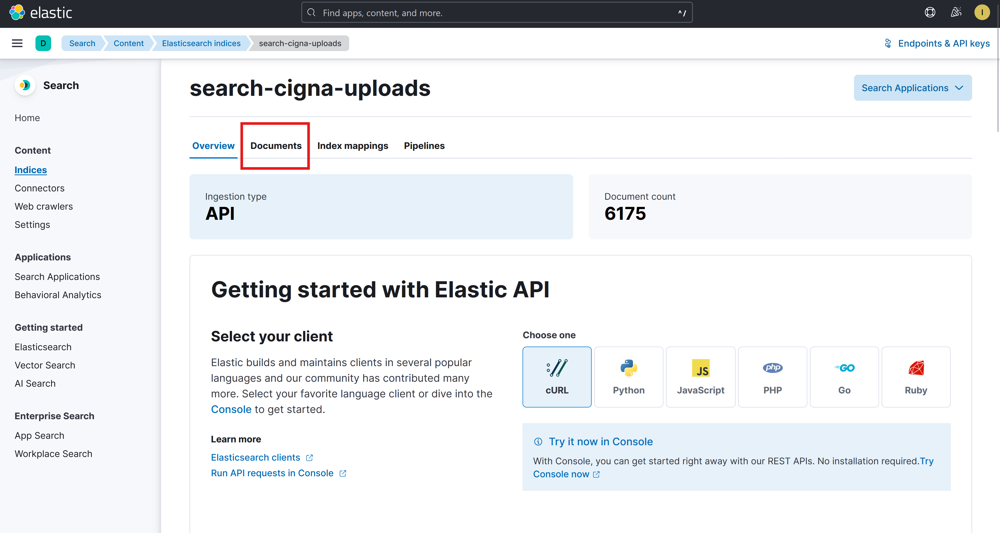 elastic
Find apps, content, and more.
^ /
I
D
Search
Content
Elasticsearch indices
search-cigna-uploads
Endpoints & API keys
Search
Home
Content
Indices
Connectors
Web crawlers
Settings
Applications
Search Applications
Behavioral Analytics
Getting started
Elasticsearch
Vector Search
AI Search
Enterprise Search
App Search
Workplace Search
search-cigna-uploads
Search Applications
Overview
Documents
Index mappings
Pipelines
Ingestion type
API
Document count
6175
Getting started with Elastic API
Select your client
Elastic builds and maintains clients in several popular
languages and our community has contributed many
more. Select your favorite language client or dive into the
Console to get started.
Learn more
Elasticsearch clients
Run API requests in Console
Choose one
cURL
Python
JS
JavaScript
php
PHP
GO
Go
Ruby
Try it now in Console
With Console, you can get started right away with our REST APIs. No installation required.Try
Console now